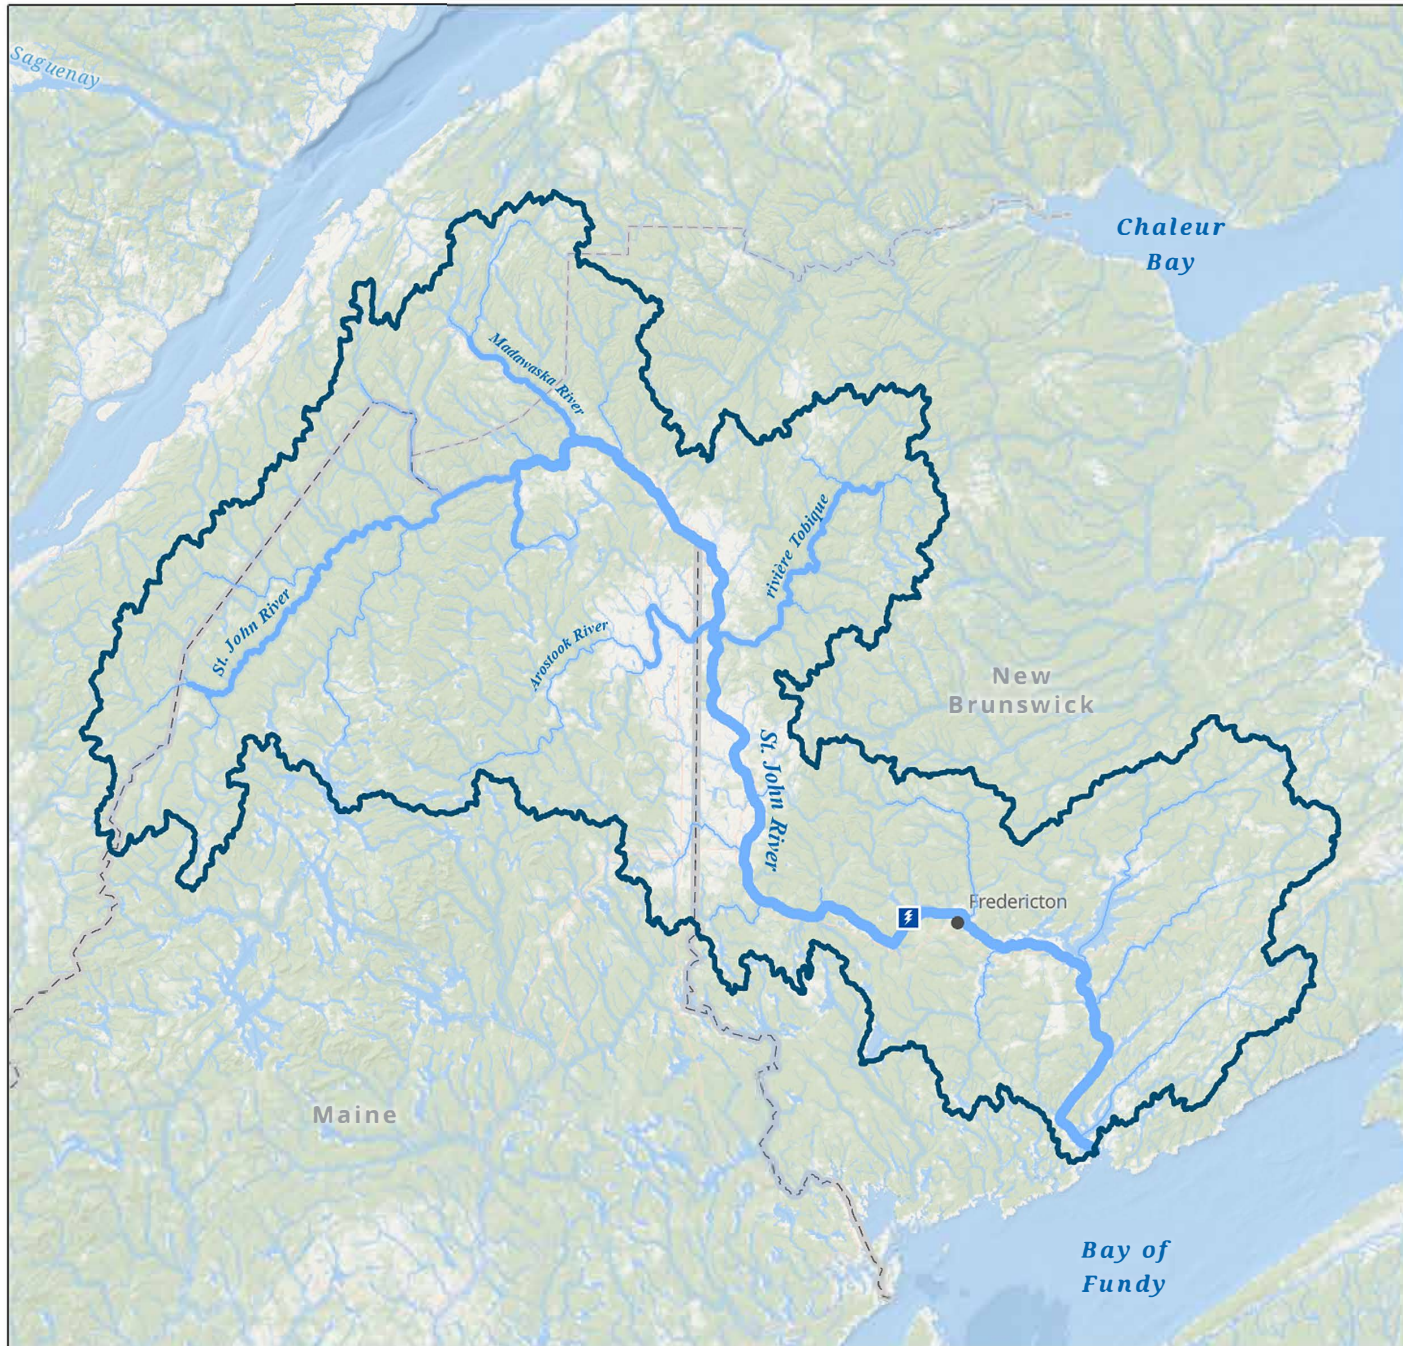 Saguenay
Chaleur
Bay
Madawaska River
rivière Tobique
St. John River
Arostook River
New
Brunswick
St. John River
Fredericton
Maine
Bay of
Fundy